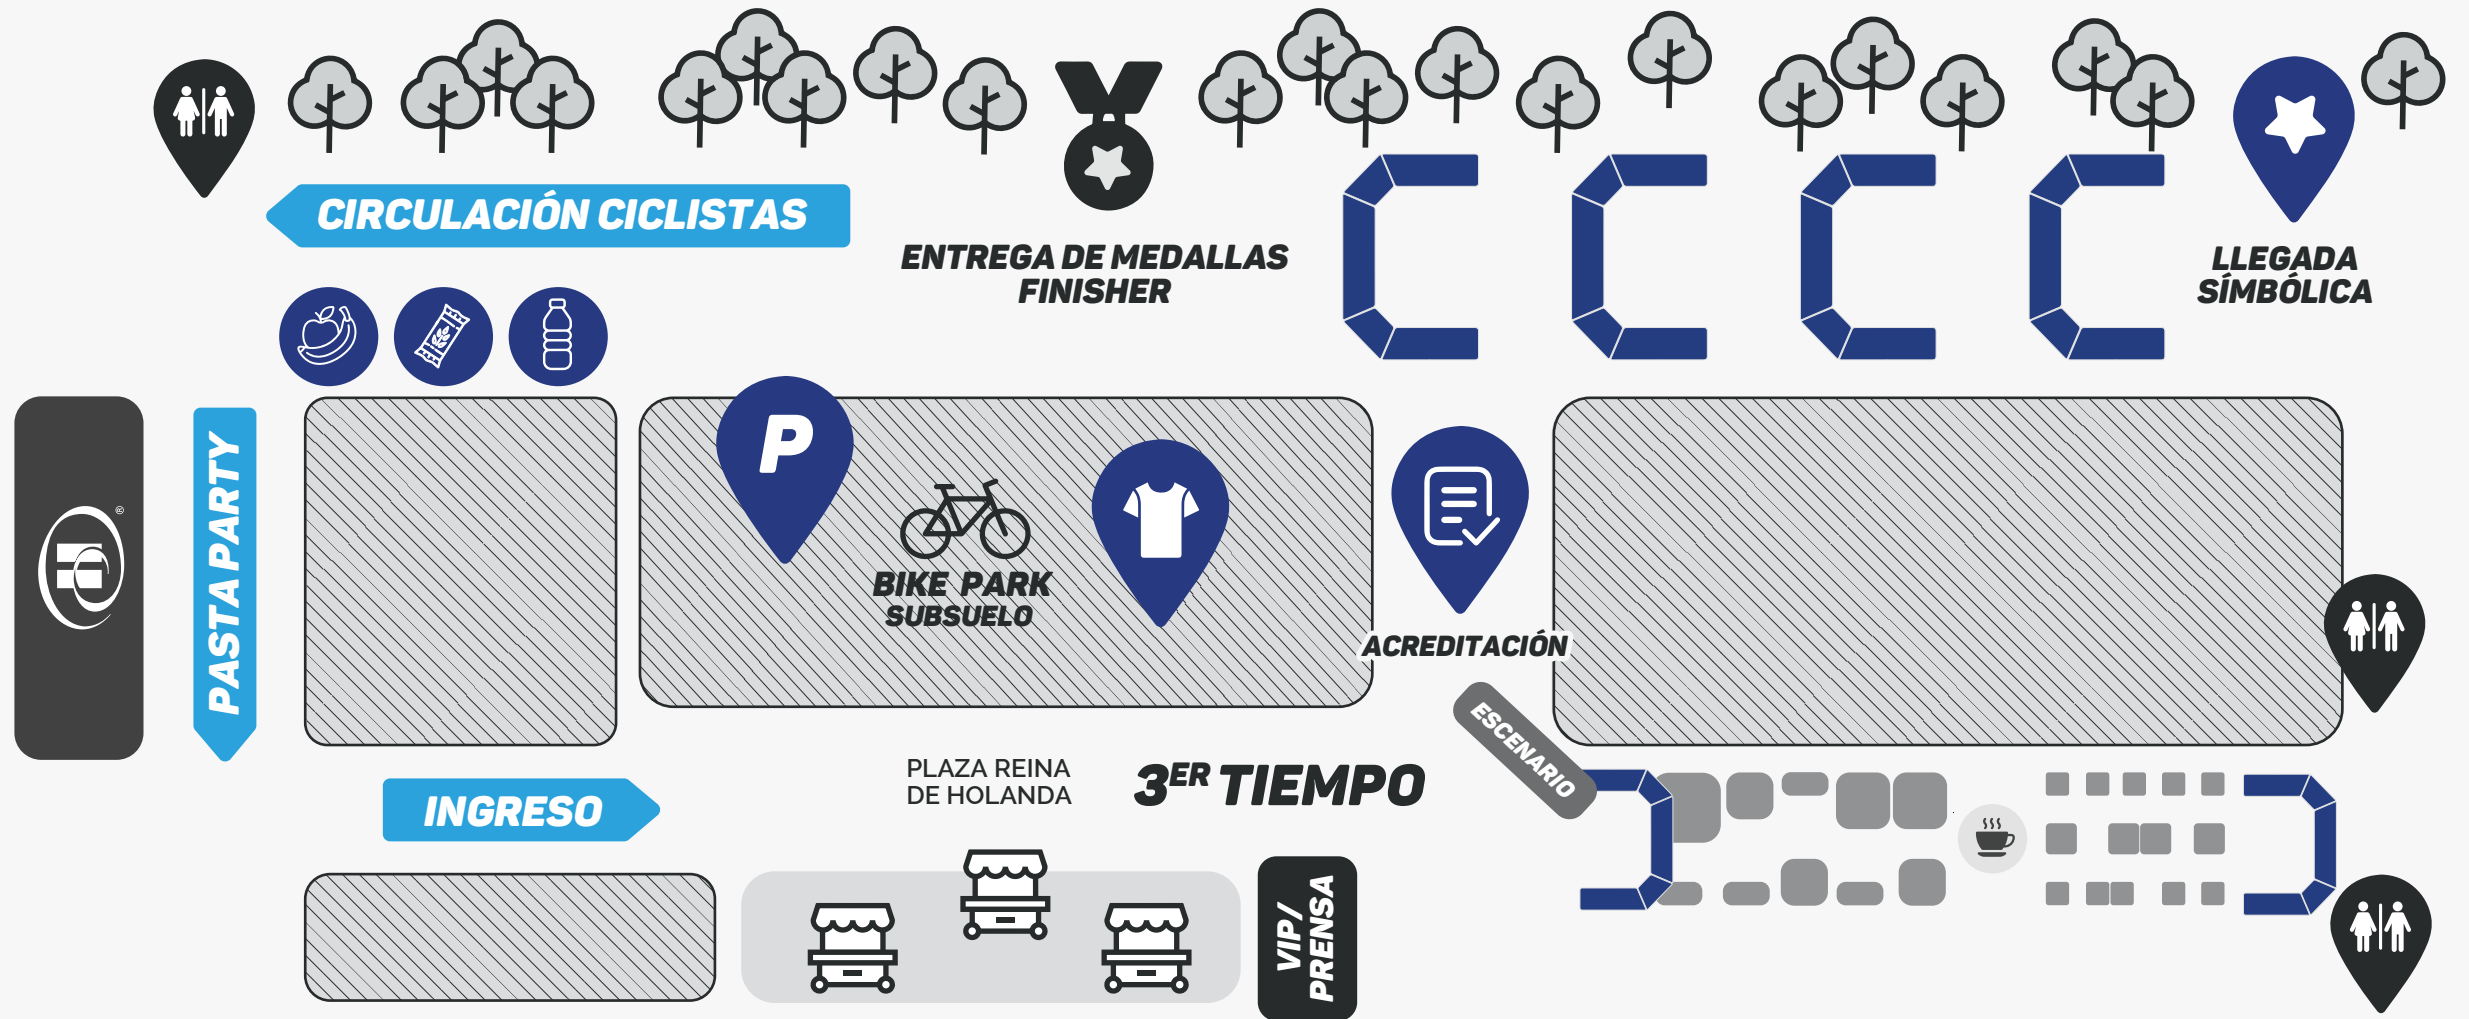 CIRCULACIÓN CICLISTAS
ENTREGA DE MEDALLAS
FINISHER
LLEGADA
SÍMBÓLICA
PASTA PARTY
®
P
BIKE PARK
SUBSUELO
ACREDITACIÓN
ESCENARIO
INGRESO
PLAZA REINA
DE HOLANDA
3ER TIEMPO
VIP/
PRENSA